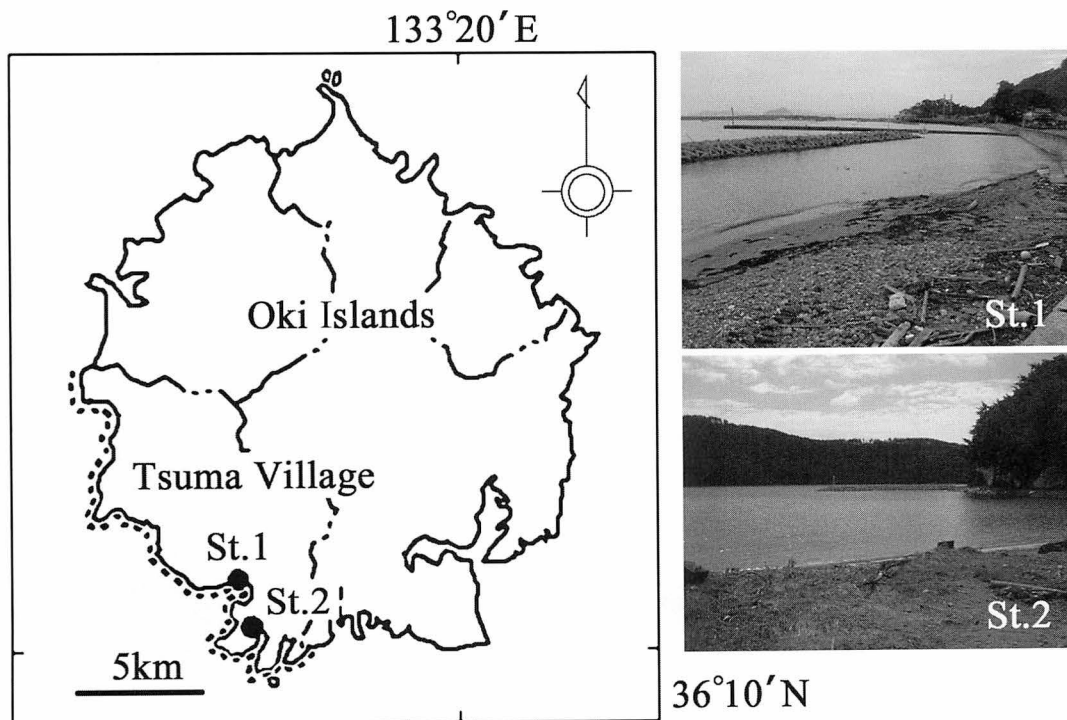 133°20′E
Oki Islands
Tsuma Village
St.1
St.2
5km
36°10′N
St.1
St.2